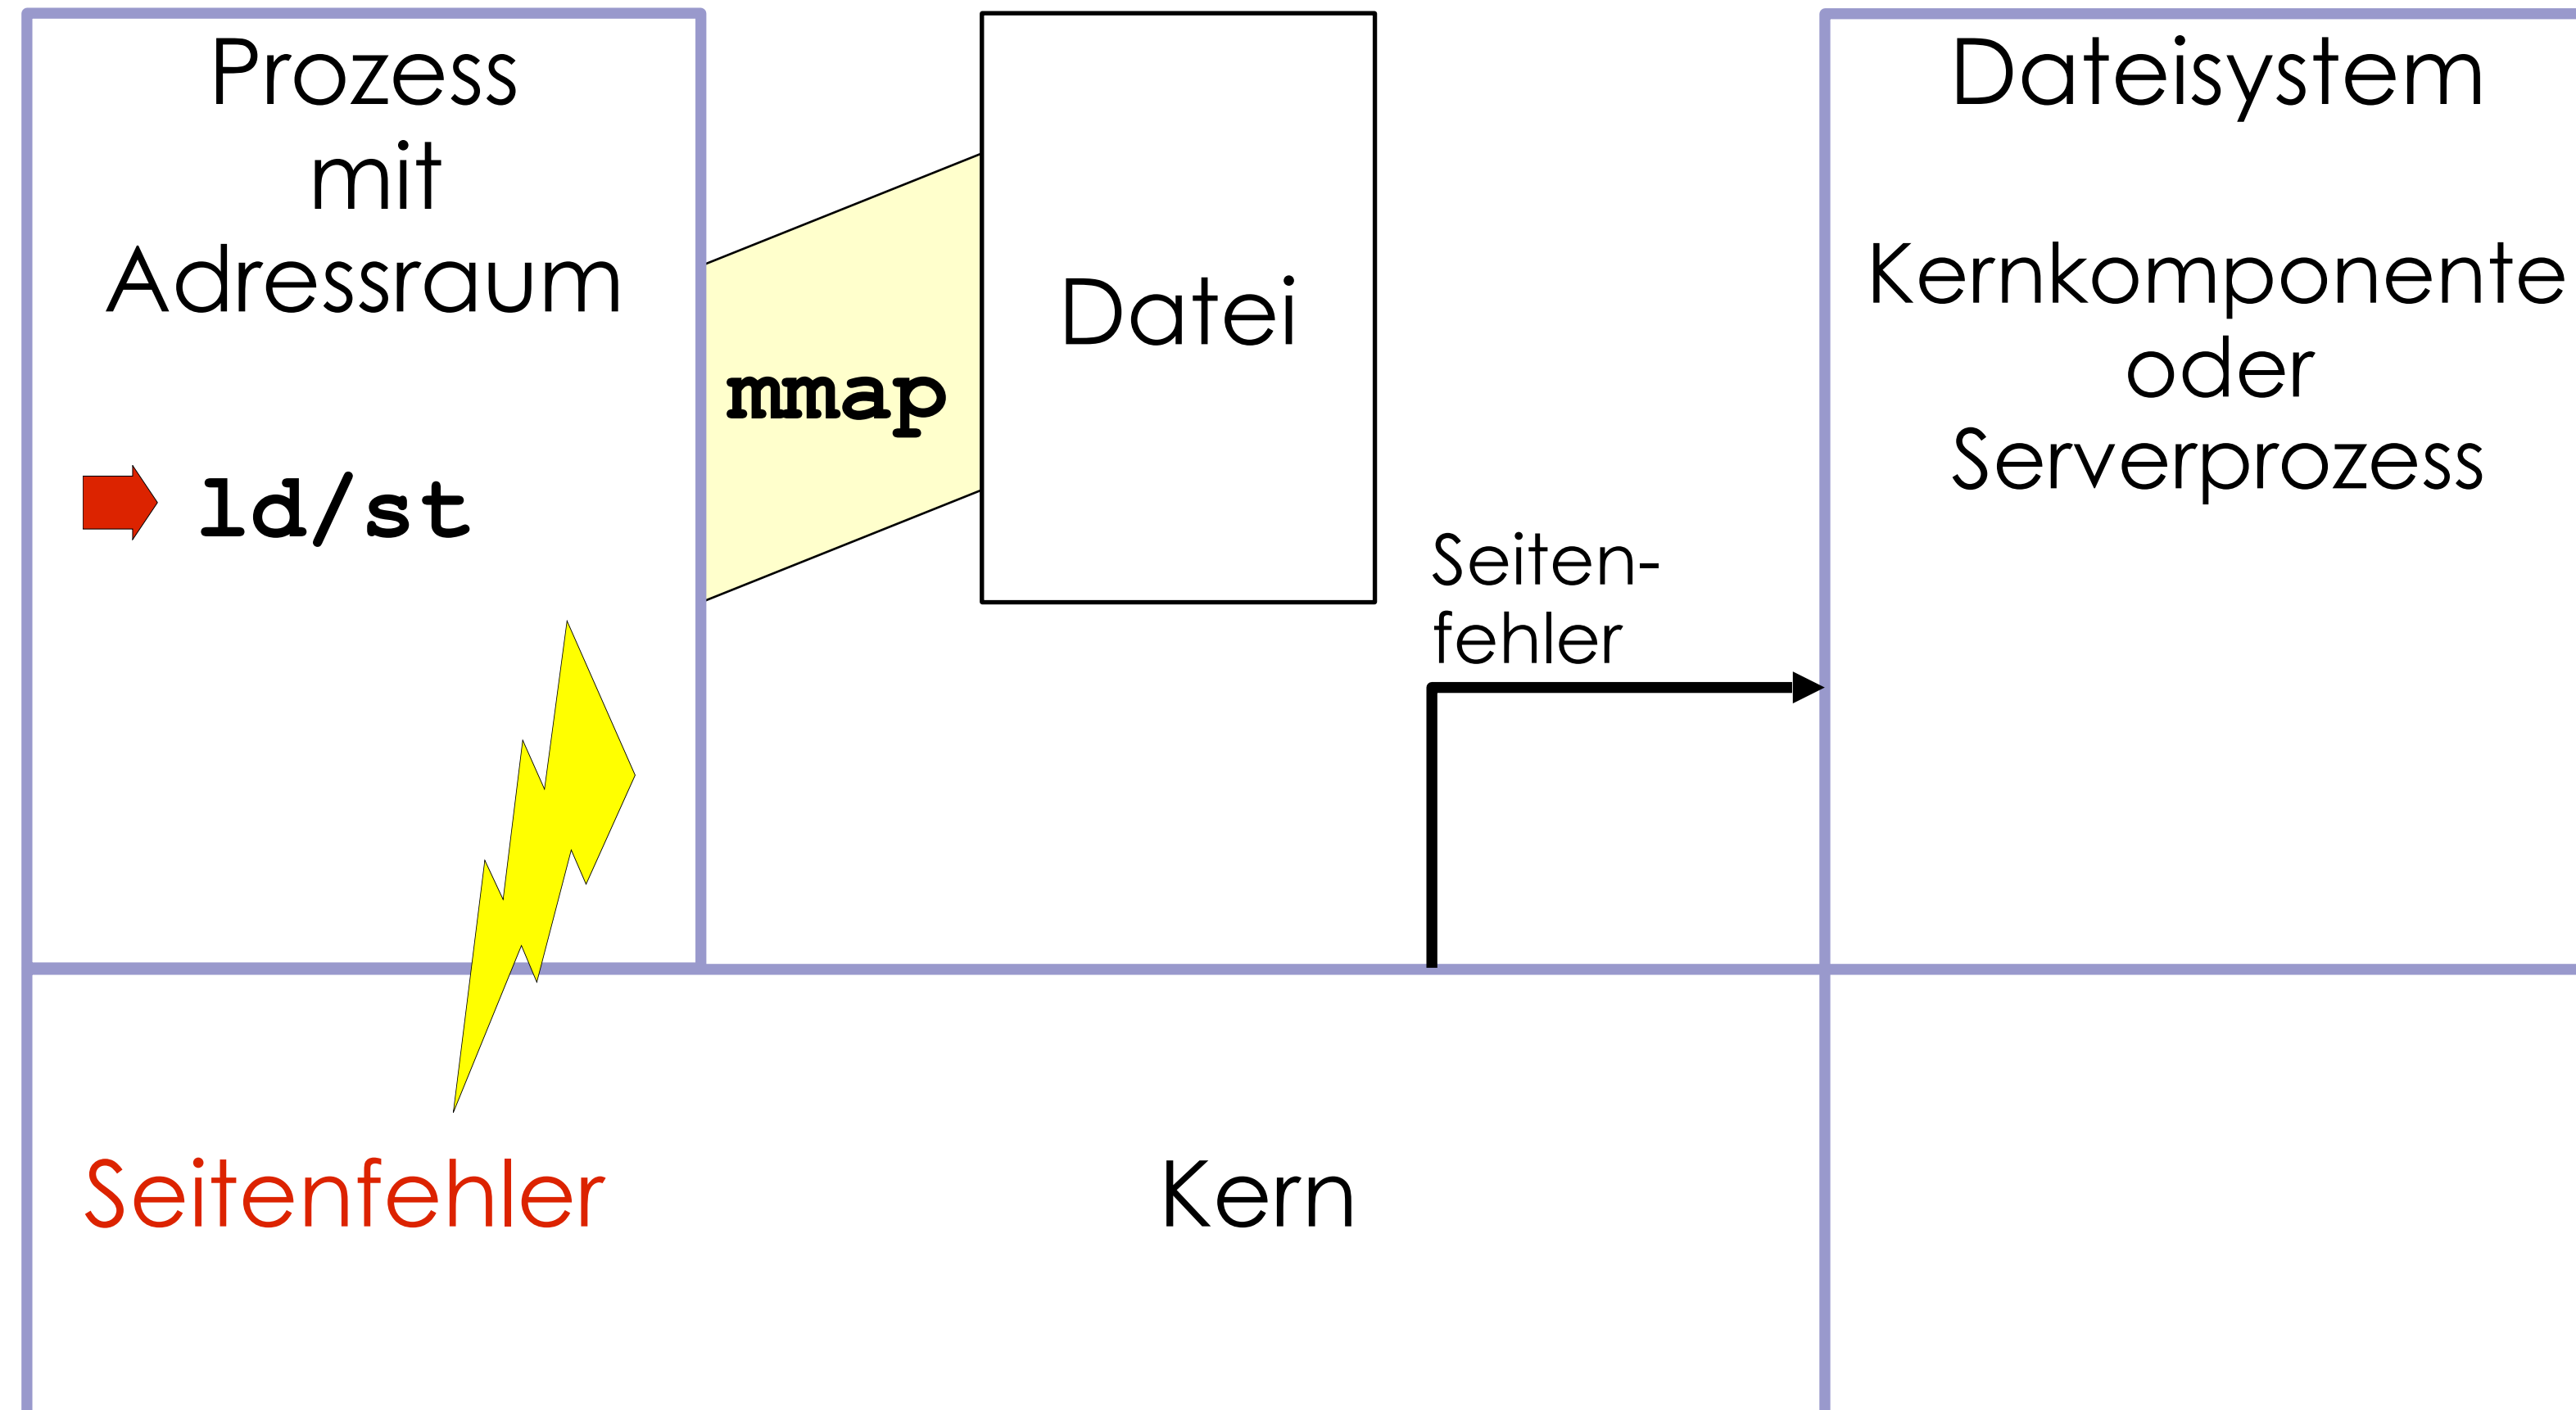 Prozess
mit
Adressraum
ld/st
mmap
Datei
Seiten-
fehler
Dateisystem
Kernkomponente
oder
Serverprozess
Seitenfehler
Kern